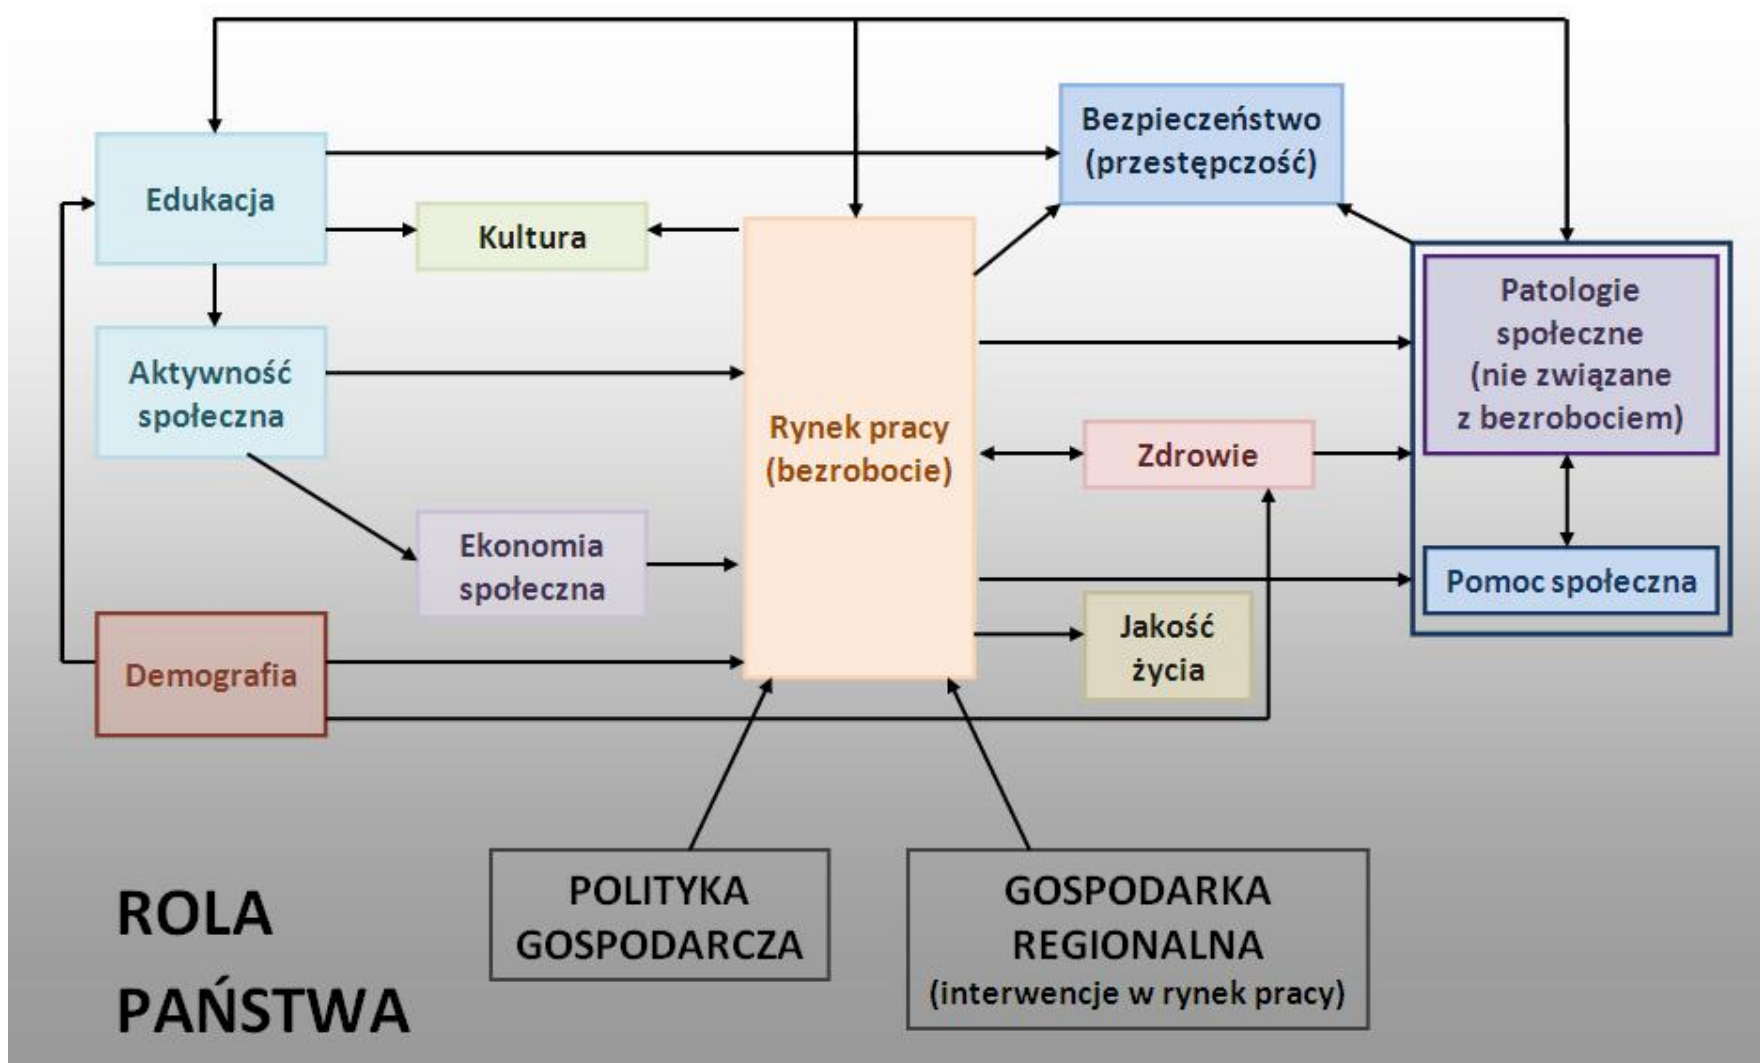 Bezpieczeństwo
(przestępczość)
Edukacja
Kultura
Patologie
społeczne
(nie związane
z bezrobociem)
Aktywność
społeczna
Rynek pracy
(bezrobocie)
Zdrowie
Ekonomia
społeczna
Pomoc społeczna
Jakość
życia
Demografia
POLITYKA
GOSPODARCZA
GOSPODARKA
REGIONALNA
(interwencje w rynek pracy)
ROLA
PAŃSTWA